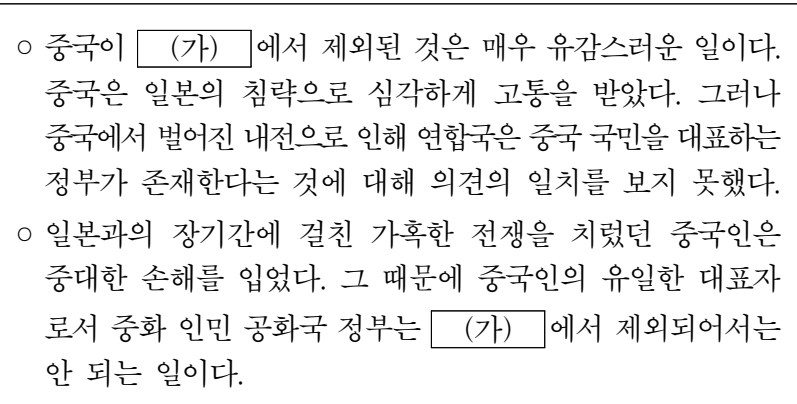 ○ 중국이 (가) 에서 제외된 것은 매우 유감스러운 일이다.
중국은 일본의 침략으로 심각하게 고통을 받았다. 그러나
중국에서 벌어진 내전으로 인해 연합국은 중국 국민을 대표하는
정부가 존재한다는 것에 대해 의견의 일치를 보지 못했다.
○ 일본과의 장기간에 걸친 가혹한 전쟁을 치렀던 중국인은
중대한 손해를 입었다. 그 때문에 중국인의 유일한 대표자
로서 중화 인민 공화국 정부는 (가) 에서 제외되어서는
안 되는 일이다.